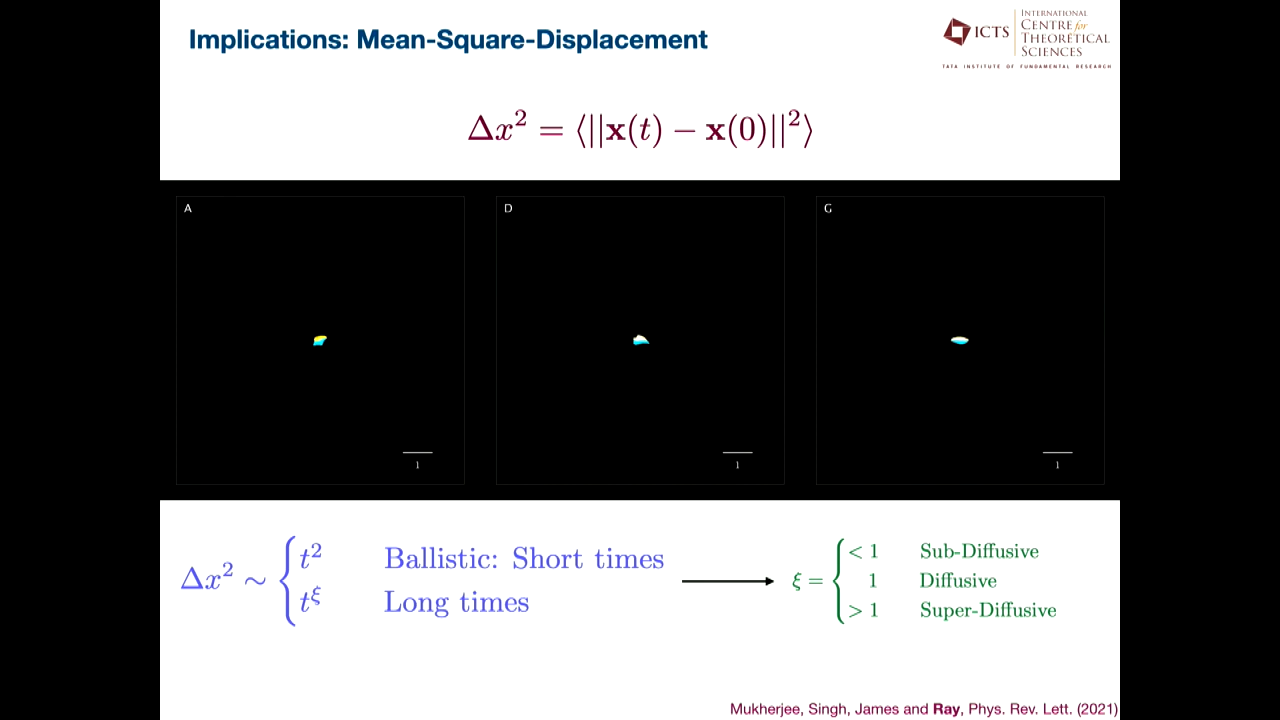 Implications: Mean-Square-Displacement
ICTS
INTERNATIONAL
CENTRE for
THEORETICAL
SCIENCES
TATA INSTITUTE OF FUNDAMENTAL RESEARCH
Δx² = ⟨||x(t) − x(0)||²⟩
A
D
G
1
1
1
Δx² ~ { t² Ballistic: Short times
t^ξ Long times
ξ = { < 1 Sub-Diffusive
1 Diffusive
> 1 Super-Diffusive
Mukherjee, Singh, James and Ray, Phys. Rev. Lett. (2021)